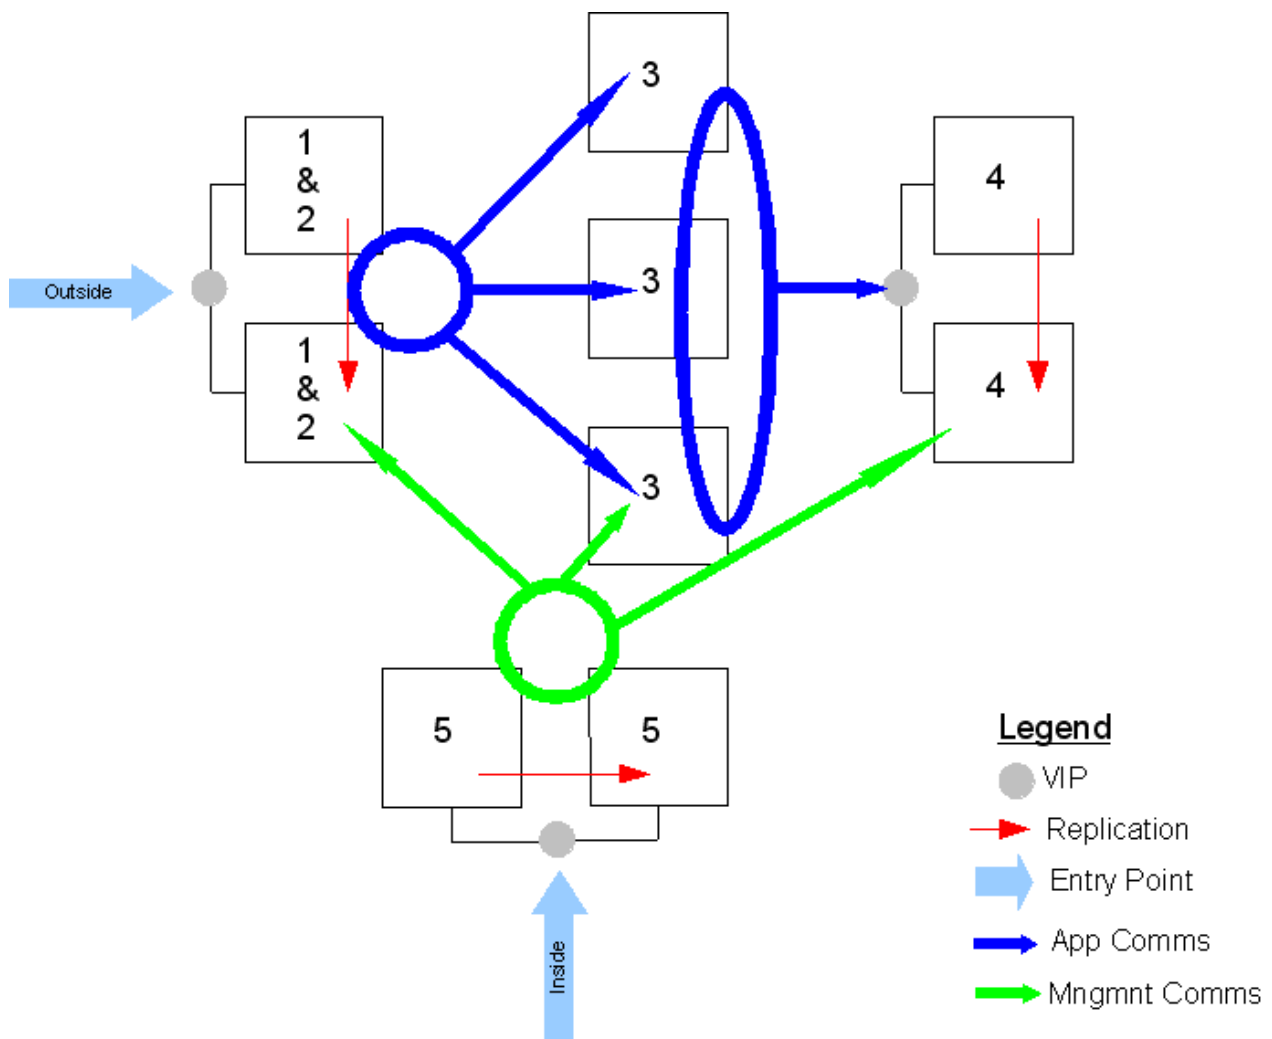 3
1
&
2
4
Outside
3
1
&
2
4
3
5
5
Inside
Legend
VIP
Replication
Entry Point
App Comms
Mngmnt Comms